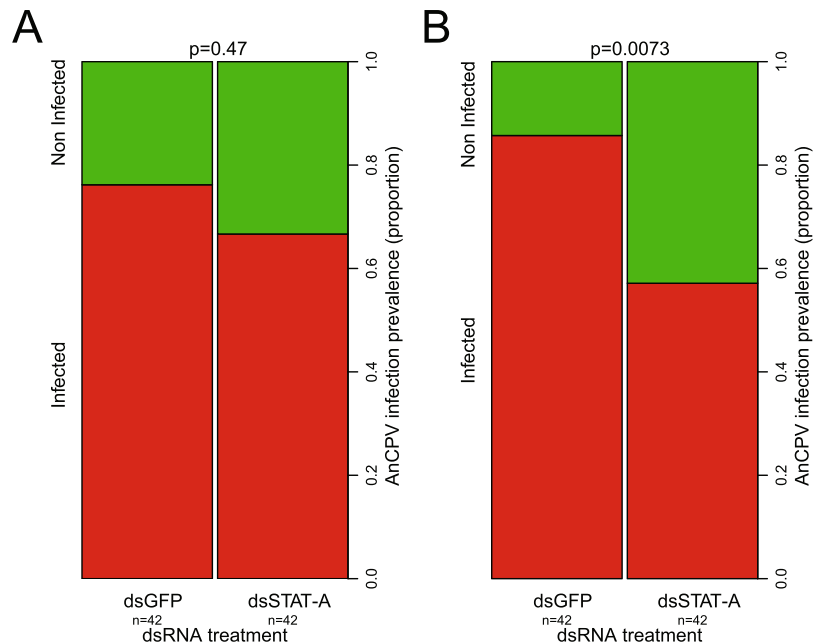 A
p=0.47
Non Infected
Infected
1.0
0.8
0.6
0.4
0.2
0.0
AnCPV infection prevalence (proportion)
dsGFP
dsSTAT-A
n=42
n=42
dsRNA treatment
B
p=0.0073
Non Infected
Infected
1.0
0.8
0.6
0.4
0.2
0.0
AnCPV infection prevalence (proportion)
dsGFP
dsSTAT-A
n=42
n=42
dsRNA treatment